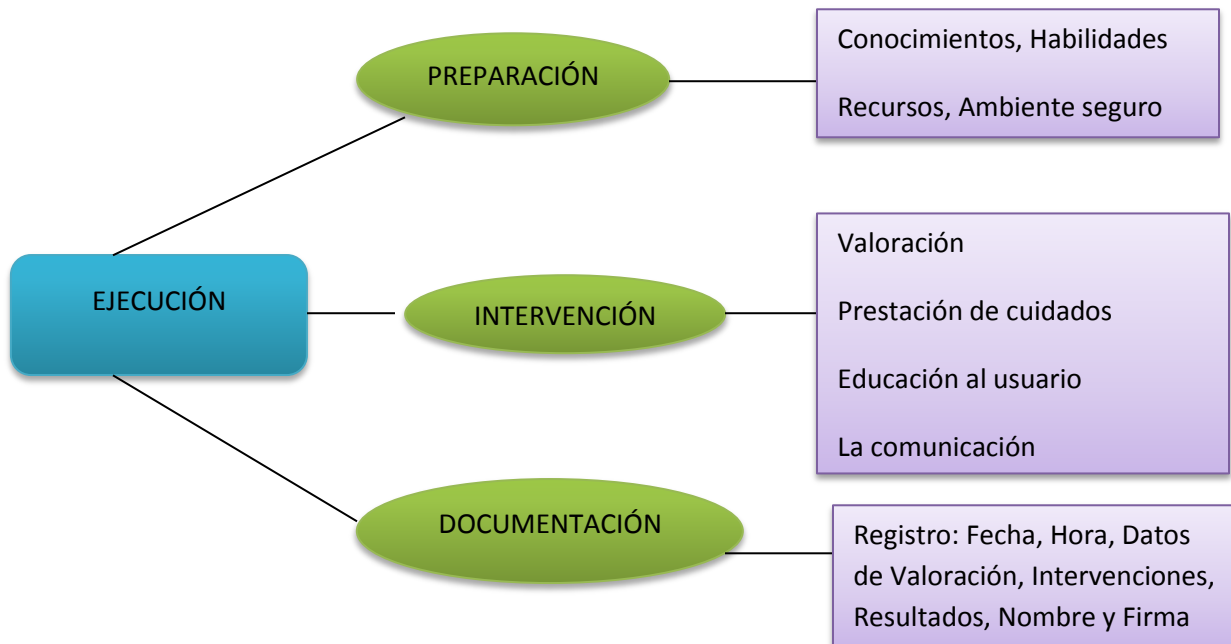 PREPARACIÓN
Conocimientos, Habilidades
Recursos, Ambiente seguro
EJECUCIÓN
INTERVENCIÓN
Valoración
Prestación de cuidados
Educación al usuario
La comunicación
DOCUMENTACIÓN
Registro: Fecha, Hora, Datos
de Valoración, Intervenciones,
Resultados, Nombre y Firma